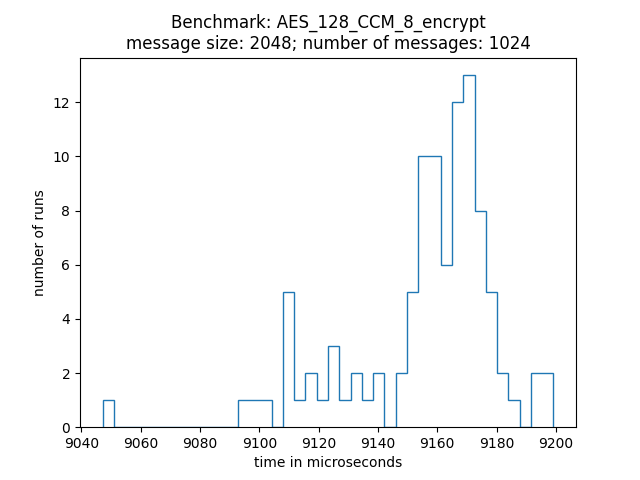 Benchmark: AES_128_CCM_8_encrypt
message size: 2048; number of messages: 1024
12
10
8
6
4
2
0
number of runs
9040 9060 9080 9100 9120 9140 9160 9180 9200
time in microseconds